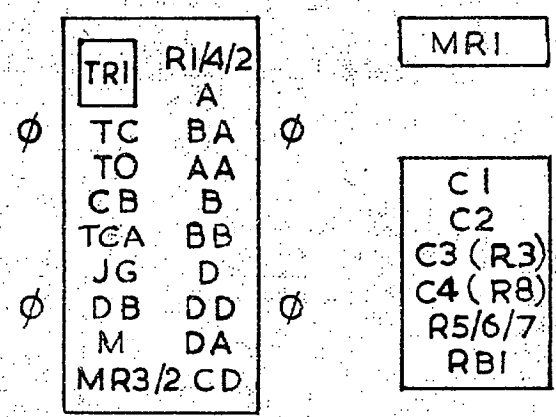 TR1 R1/4/2
A
Ø TC BA Ø
TO AA
CB B
TCA BB
JG D
Ø DB DD Ø
M DA
MR3/2 CD
MR1
C1
C2
C3 (R3)
C4 (R8)
R5/6/7
RB1